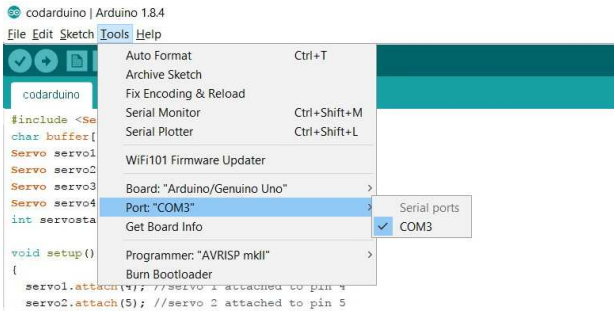 codarduino | Arduino 1.8.4
File Edit Sketch Tools Help
codarduino
Auto Format Ctrl+T
Archive Sketch
Fix Encoding & Reload
Serial Monitor Ctrl+Shift+M
Serial Plotter Ctrl+Shift+L
WiFi101 Firmware Updater
Board: "Arduino/Genuino Uno"
Port: "COM3"
Get Board Info
Programmer: "AVRISP mkII"
Burn Bootloader
Serial ports
COM3
#include <Se
char buffer[
Servo servo1
Servo servo2
Servo servo3
Servo servo4
int servosta
void setup()
{
servo1.attach(4); //servo 1 attached to pin 4
servo2.attach(5); //servo 2 attached to pin 5